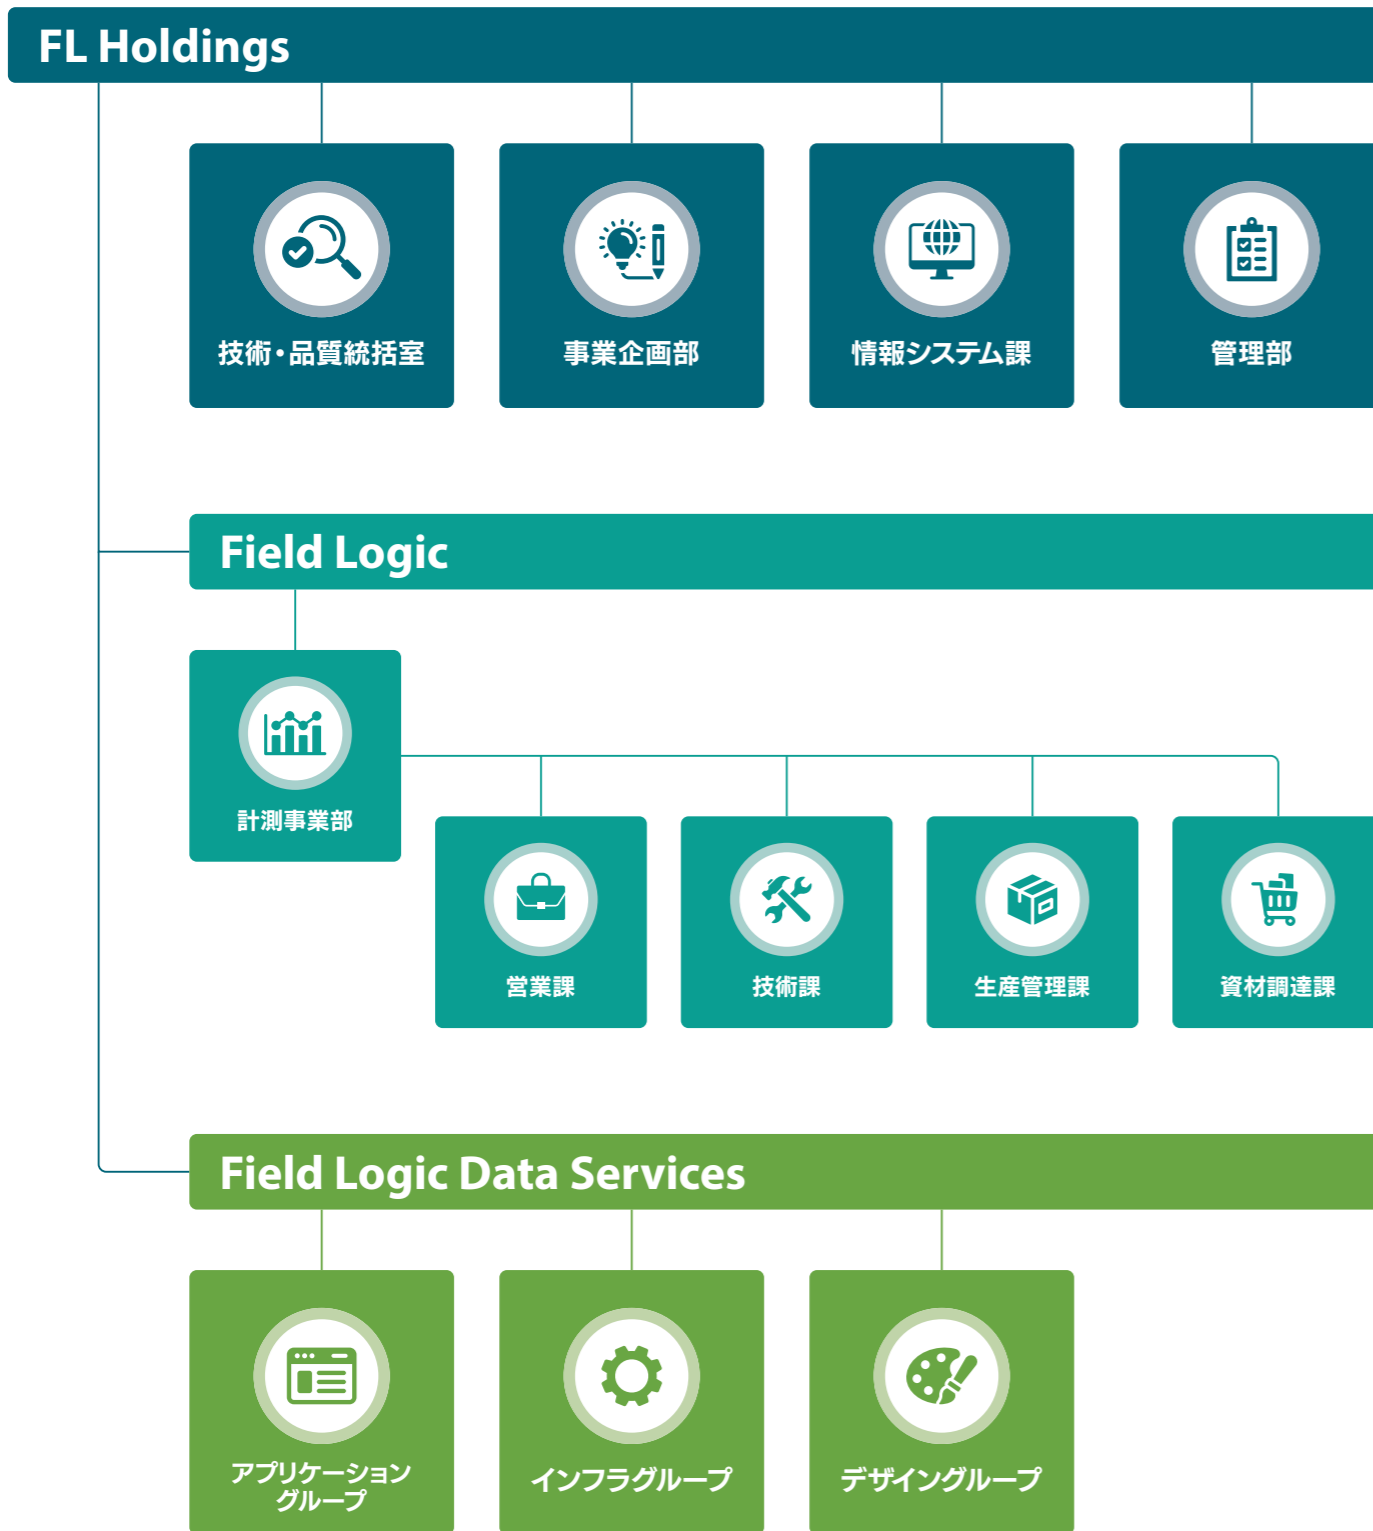 FL Holdings
技術・品質統括室
事業企画部
情報システム課
管理部
Field Logic
計測事業部
営業課
技術課
生産管理課
資材調達課
Field Logic Data Services
アプリケーション
グループ
インフラグループ
デザイングループ